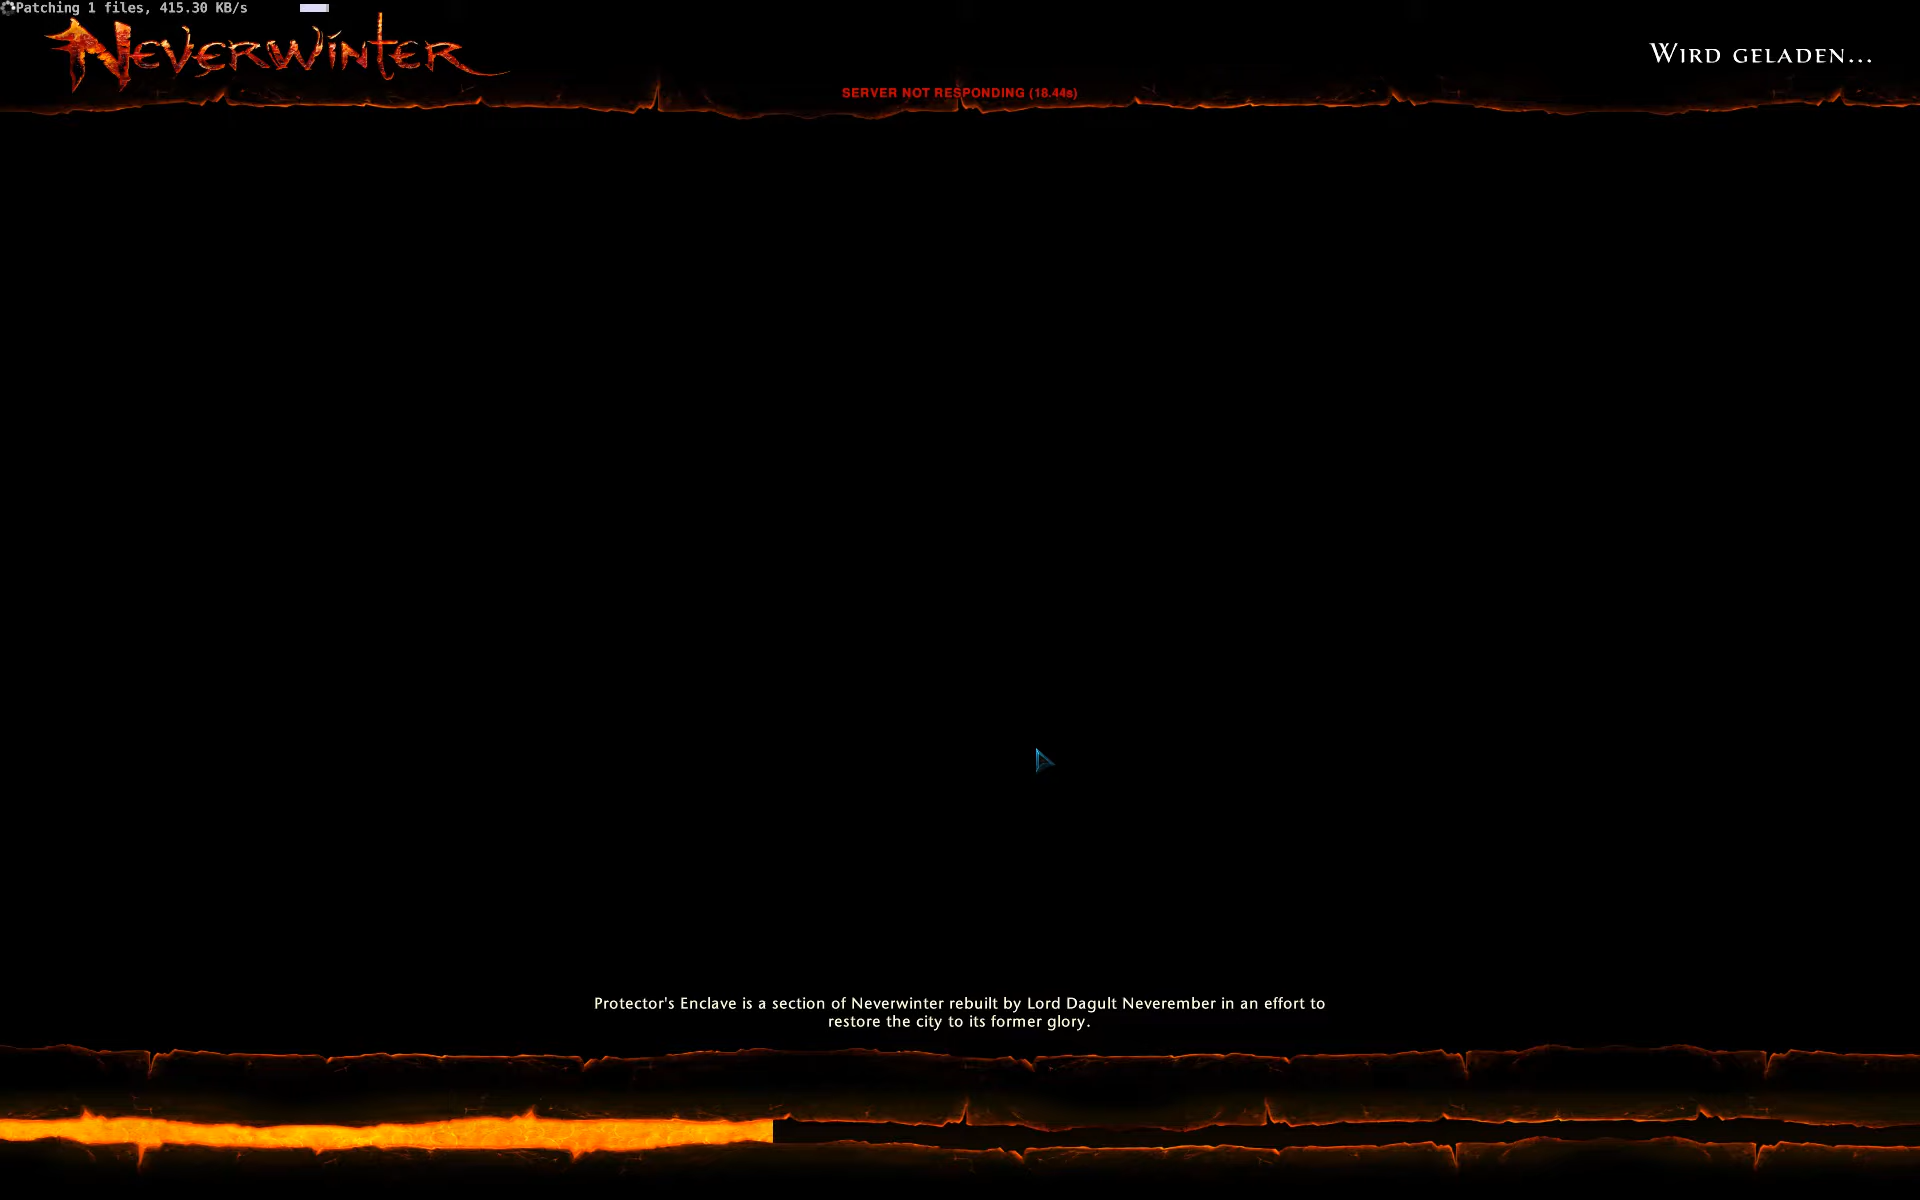 Patching 1 files, 415.30 KB/s
Neverwinter
Wird geladen...
SERVER NOT RESPONDING (18.44s)
Protector's Enclave is a section of Neverwinter rebuilt by Lord Dagult Neverember in an effort to
restore the city to its former glory.